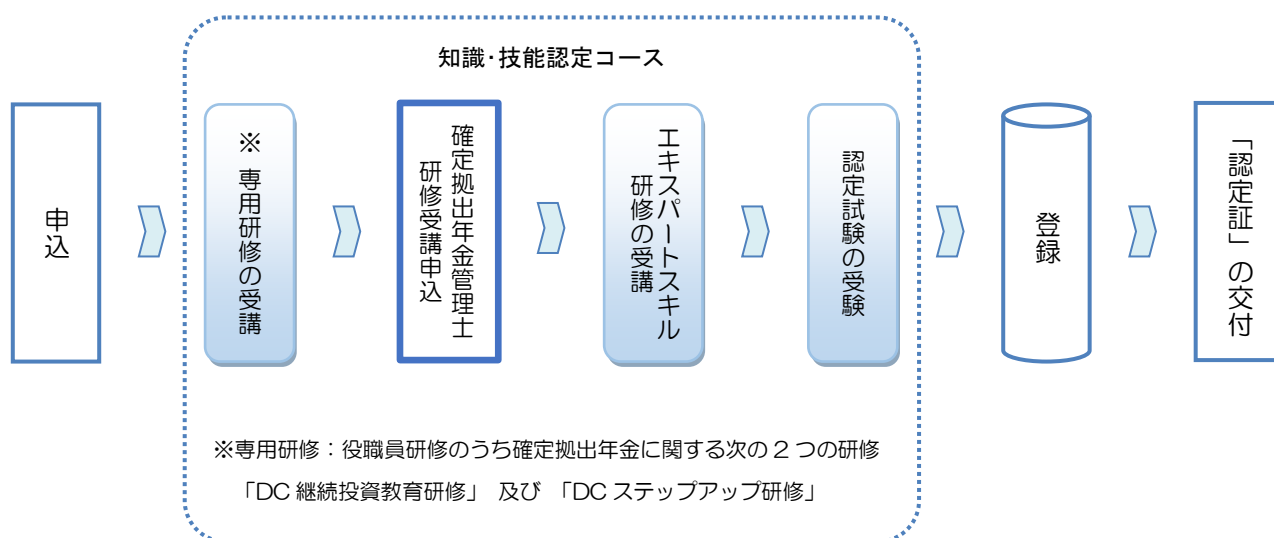 知識・技能認定コース
申込
※ 専用研修の受講
確定拠出年金管理士
研修受講申込
エキスパートスキル
研修の受講
認定試験の受験
登録
「認定証」の交付
※専用研修：役職員研修のうち確定拠出年金に関する次の2つの研修
「DC継続投資教育研修」 及び 「DCステップアップ研修」